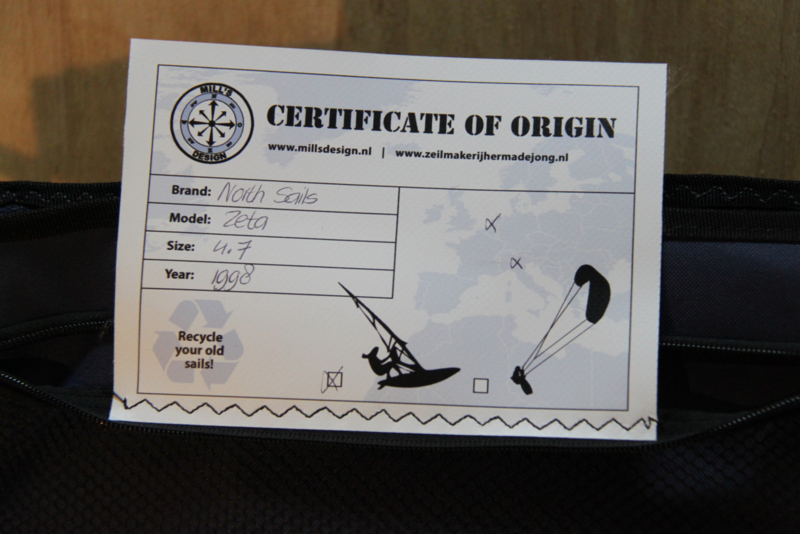 MILL'S
DESIGN
CERTIFICATE OF ORIGIN
www.millsdesign.nl | www.zeilmakerijhermadejong.nl
Brand: North Sails
Model: Zeta
Size: 4.7
Year: 1998
Recycle
your old
sails!